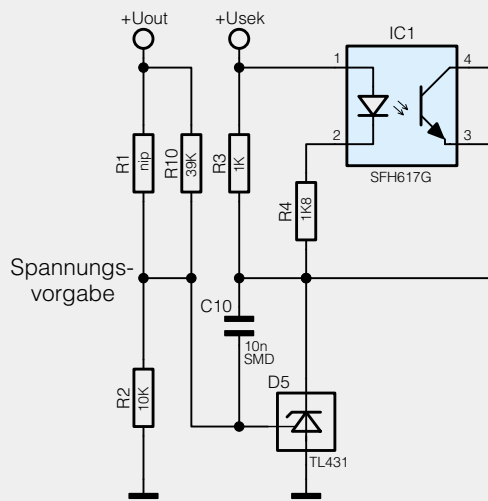 +Uout
+Usek
IC1
1
4
2
3
SFH617G
R1
nip
R10
39K
R3
1K
R4
1K8
Spannungs-
vorgabe
C10
10n
SMD
R2
10K
D5
TL431